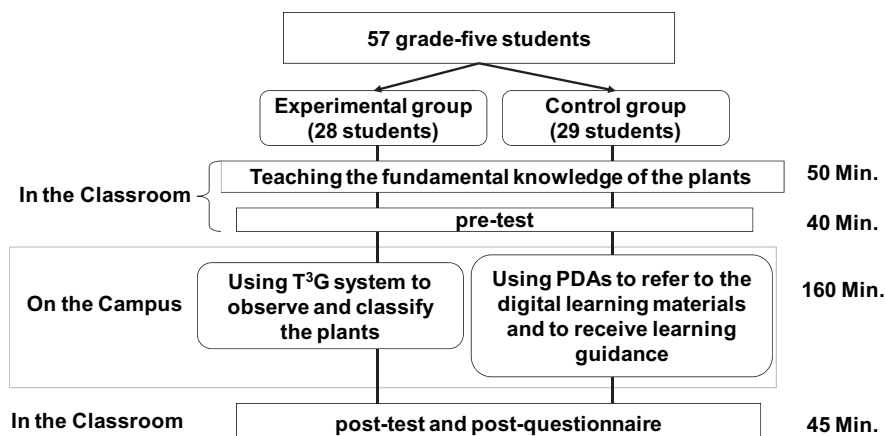 57 grade-five students
Experimental group
(28 students)
Control group
(29 students)
In the Classroom
Teaching the fundamental knowledge of the plants
50 Min.
pre-test
40 Min.
On the Campus
Using T³G system to
observe and classify
the plants
Using PDAs to refer to the
digital learning materials
and to receive learning
guidance
160 Min.
In the Classroom
post-test and post-questionnaire
45 Min.